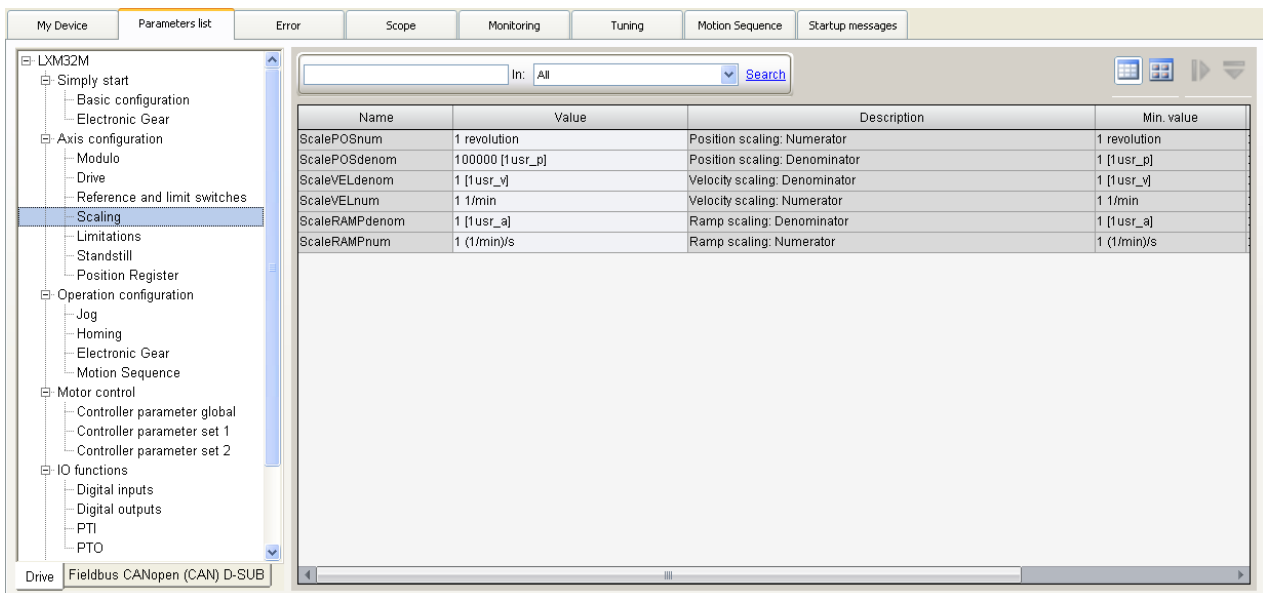 My Device Parameters list Error Scope Monitoring Tuning Motion Sequence Startup messages
LXM32M
Simply start
Basic configuration
Electronic Gear
Axis configuration
Modulo
Drive
Reference and limit switches
Scaling
Limitations
Standstill
Position Register
Operation configuration
Jog
Homing
Electronic Gear
Motion Sequence
Motor control
Controller parameter global
Controller parameter set 1
Controller parameter set 2
IO functions
Digital inputs
Digital outputs
PTI
PTO
Drive Fieldbus CANopen (CAN) D-SUB
In: All Search
Name Value Description Min. value
ScalePOSnum 1 revolution Position scaling: Numerator 1 revolution
ScalePOSdenom 100000 [1usr_p] Position scaling: Denominator 1 [1usr_p]
ScaleVELdenom 1 [1usr_v] Velocity scaling: Denominator 1 [1usr_v]
ScaleVELnum 1 1/min Velocity scaling: Numerator 1 1/min
ScaleRAMPdenom 1 [1usr_a] Ramp scaling: Denominator 1 [1usr_a]
ScaleRAMPnum 1 (1/min)/s Ramp scaling: Numerator 1 (1/min)/s